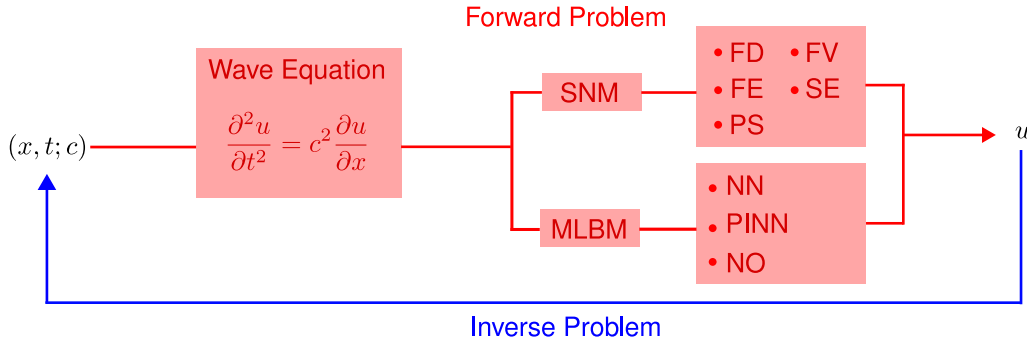 Forward Problem
Wave Equation
(x, t; c)
∂²u/∂t² = c² ∂u/∂x
SNM
• FD • FV
• FE • SE
• PS
MLBM
• NN
• PINN
• NO
u
Inverse Problem